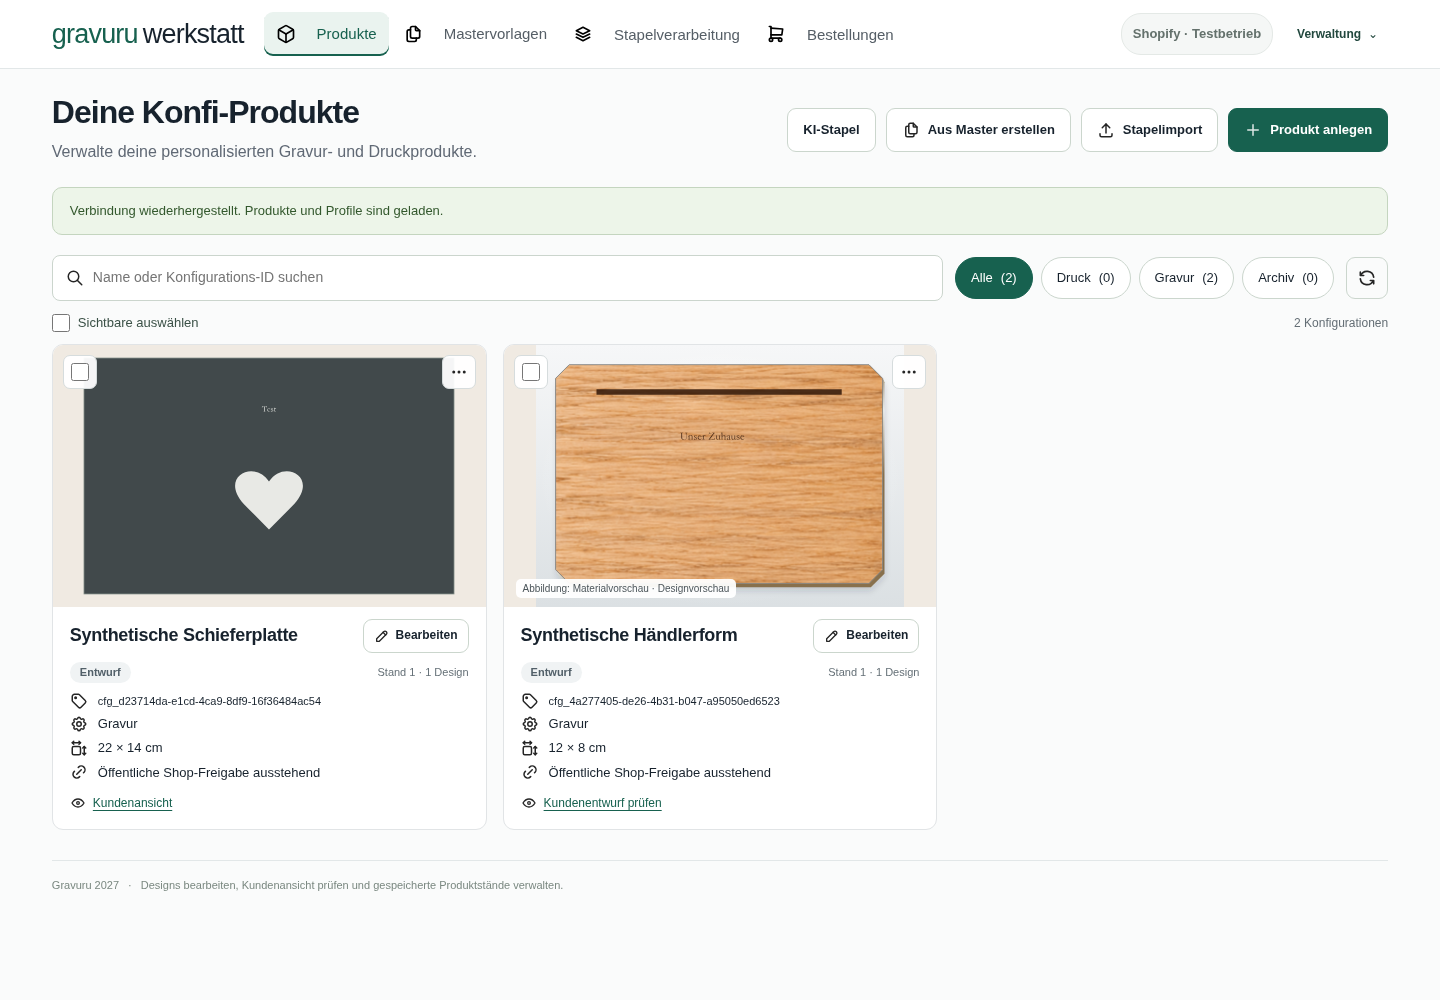 gravuru werkstatt
Produkte
Mastervorlagen
Stapelverarbeitung
Bestellungen
Shopify · Testbetrieb
Verwaltung
Deine Konfi-Produkte
Verwalte deine personalisierten Gravur- und Druckprodukte.
KI-Stapel
Aus Master erstellen
Stapelimport
Produkt anlegen
Verbindung wiederhergestellt. Produkte und Profile sind geladen.
Name oder Konfigurations-ID suchen
Alle (2)
Druck (0)
Gravur (2)
Archiv (0)
Sichtbare auswählen
2 Konfigurationen
Test
Synthetische Schieferplatte
Bearbeiten
Entwurf
Stand 1 · 1 Design
cfg_d23714da-e1cd-4ca9-8df9-16f36484ac54
Gravur
22 × 14 cm
Öffentliche Shop-Freigabe ausstehend
Kundenansicht
Unser Zuhause
Abbildung: Materialvorschau · Designvorschau
Synthetische Händlerform
Bearbeiten
Entwurf
Stand 1 · 1 Design
cfg_4a277405-de26-4b31-b047-a95050ed6523
Gravur
12 × 8 cm
Öffentliche Shop-Freigabe ausstehend
Kundenentwurf prüfen
Gravuru 2027 · Designs bearbeiten, Kundenansicht prüfen und gespeicherte Produktstände verwalten.